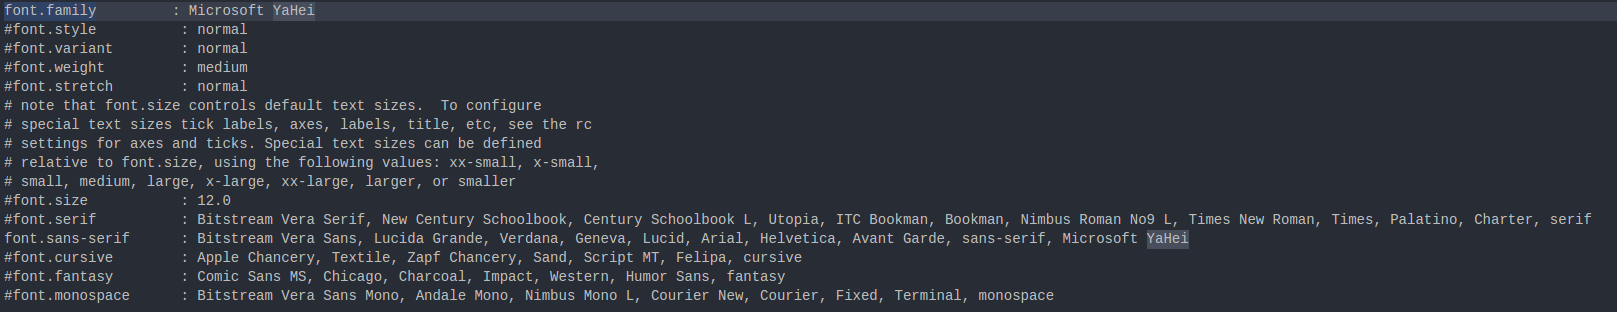 font.family         : Microsoft YaHei
#font.style          : normal
#font.variant        : normal
#font.weight         : medium
#font.stretch        : normal
# note that font.size controls default text sizes.  To configure
# special text sizes tick labels, axes, labels, title, etc, see the rc
# settings for axes and ticks. Special text sizes can be defined
# relative to font.size, using the following values: xx-small, x-small,
# small, medium, large, x-large, xx-large, larger, or smaller
#font.size           : 12.0
#font.serif          : Bitstream Vera Serif, New Century Schoolbook, Century Schoolbook L, Utopia, ITC Bookman, Bookman, Nimbus Roman No9 L, Times New Roman, Times, Palatino, Charter, serif
font.sans-serif      : Bitstream Vera Sans, Lucida Grande, Verdana, Geneva, Lucid, Arial, Helvetica, Avant Garde, sans-serif, Microsoft YaHei
#font.cursive        : Apple Chancery, Textile, Zapf Chancery, Sand, Script MT, Felipa, cursive
#font.fantasy        : Comic Sans MS, Chicago, Charcoal, Impact, Western, Humor Sans, fantasy
#font.monospace      : Bitstream Vera Sans Mono, Andale Mono, Nimbus Mono L, Courier New, Courier, Fixed, Terminal, monospace